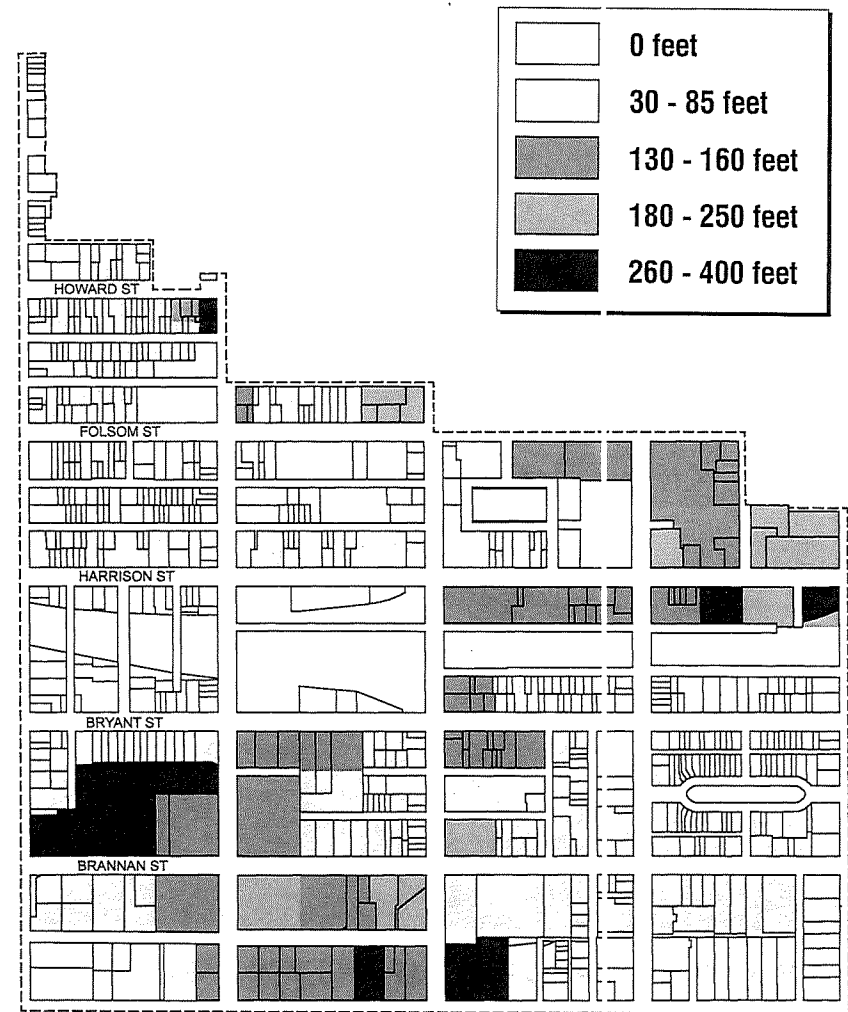 0 feet
30 - 85 feet
130 - 160 feet
180 - 250 feet
260 - 400 feet
HOWARD ST
FOLSOM ST
HARRISON ST
BRYANT ST
BRANNAN ST